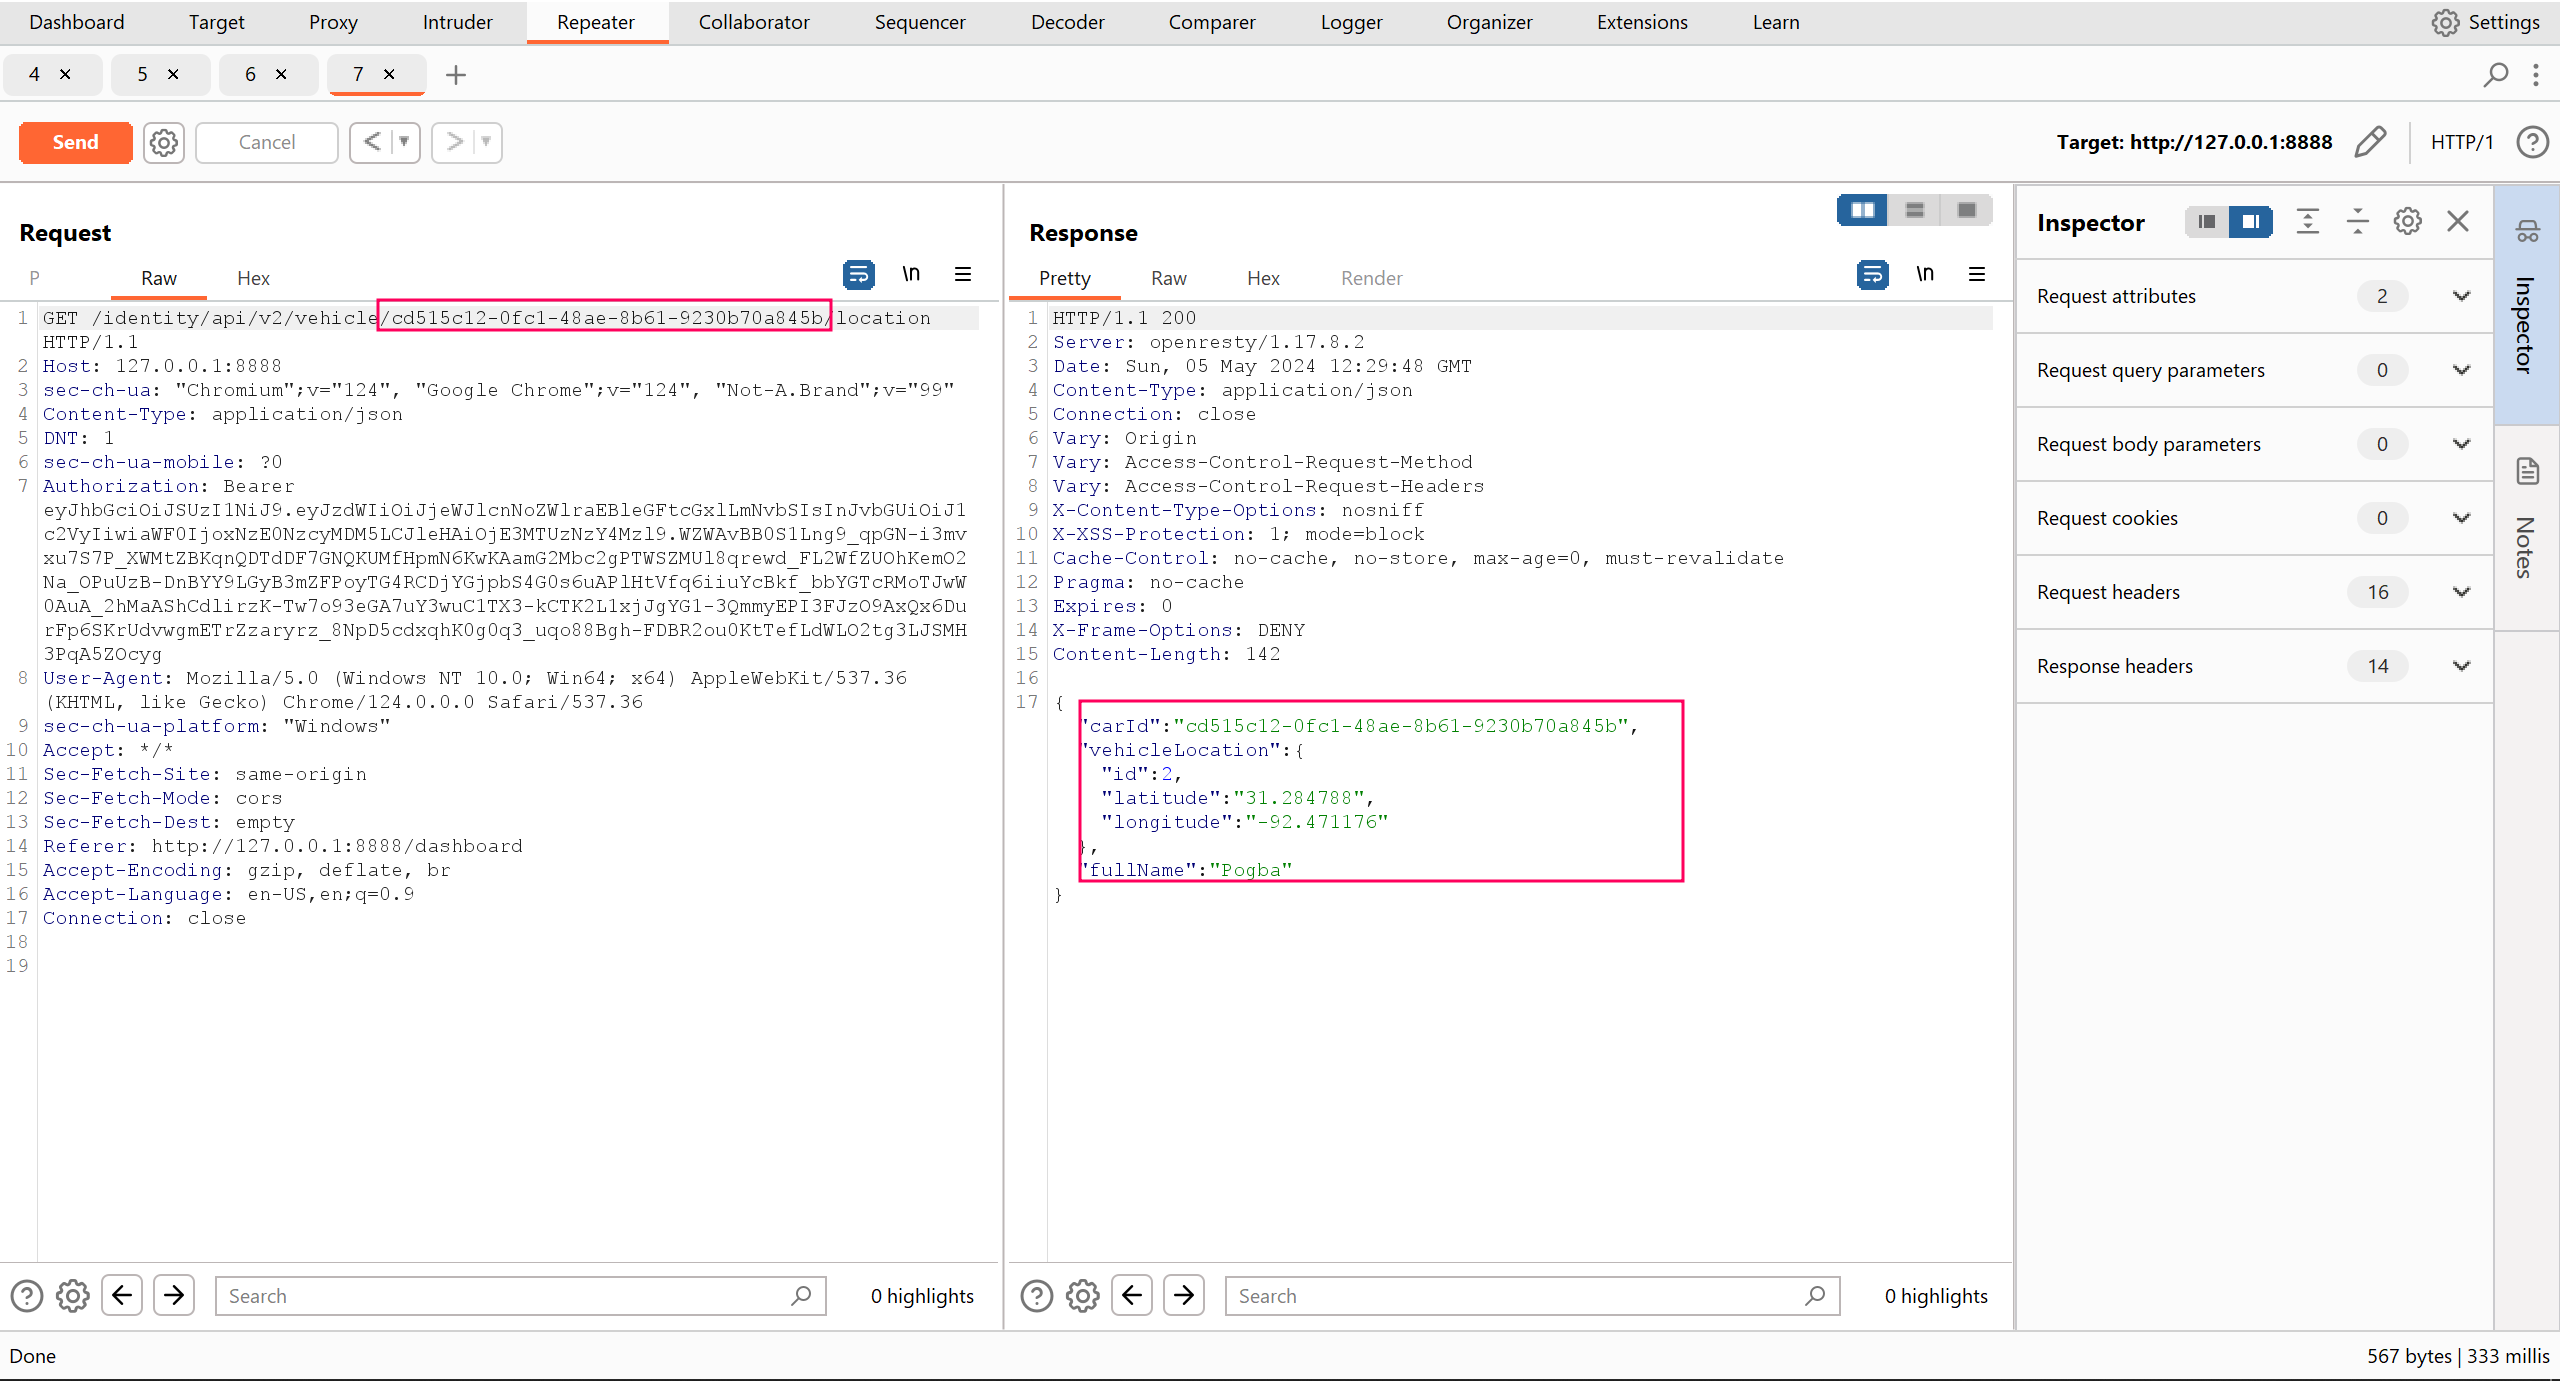 Dashboard Target Proxy Intruder Repeater Collaborator Sequencer Decoder Comparer Logger Organizer Extensions Learn Settings
4 × 5 × 6 × 7 × +
Send Cancel < > Target: http://127.0.0.1:8888 HTTP/1 ?
Request
P Raw Hex \n
1 GET /identity/api/v2/vehicle/cd515c12-0fc1-48ae-8b61-9230b70a845b/location
HTTP/1.1
2 Host: 127.0.0.1:8888
3 sec-ch-ua: "Chromium";v="124", "Google Chrome";v="124", "Not-A.Brand";v="99"
4 Content-Type: application/json
5 DNT: 1
6 sec-ch-ua-mobile: ?0
7 Authorization: Bearer
eyJhbGciOiJSUzI1NiJ9.eyJzdWIiOiJjeWJlcnNoZWlraEBleGFtcGxlLmNvbSIsInJvbGUiOiJ1
c2VyIiwiaWF0IjoxNzE0NzcyMDM5LCJleHAiOjE3MTUzNzY4Mzl9.WZWAvBB0S1Lng9_qpGN-i3mv
xu7S7P_XWMtZBKqnQDTdDF7GNQKUMfHpmN6KwKAamG2Mbc2gPTWSZMUl8qrewd_FL2WfZUOhKemO2
Na_OPuUzB-DnBYY9LGyB3mZFPoyTG4RCDjYGjpbS4G0s6uAPlHtVfq6iiuYcBkf_bbYGTcRMoTJwW
0AuA_2hMaAShCdlirzK-Tw7o93eGA7uY3wuC1TX3-kCTK2L1xjJgYG1-3QmmyEPI3FJzO9AxQx6Du
rFp6SKrUdvwgmETrZzaryrz_8NpD5cdxqhK0g0q3_uqo88Bgh-FDBR2ou0KtTefLdWLO2tg3LJSMH
3PqA5ZOcyg
8 User-Agent: Mozilla/5.0 (Windows NT 10.0; Win64; x64) AppleWebKit/537.36
(KHTML, like Gecko) Chrome/124.0.0.0 Safari/537.36
9 sec-ch-ua-platform: "Windows"
10 Accept: */*
11 Sec-Fetch-Site: same-origin
12 Sec-Fetch-Mode: cors
13 Sec-Fetch-Dest: empty
14 Referer: http://127.0.0.1:8888/dashboard
15 Accept-Encoding: gzip, deflate, br
16 Accept-Language: en-US,en;q=0.9
17 Connection: close
18
19
? Search 0 highlights
Response
Pretty Raw Hex Render \n
1 HTTP/1.1 200
2 Server: openresty/1.17.8.2
3 Date: Sun, 05 May 2024 12:29:48 GMT
4 Content-Type: application/json
5 Connection: close
6 Vary: Origin
7 Vary: Access-Control-Request-Method
8 Vary: Access-Control-Request-Headers
9 X-Content-Type-Options: nosniff
10 X-XSS-Protection: 1; mode=block
11 Cache-Control: no-cache, no-store, max-age=0, must-revalidate
12 Pragma: no-cache
13 Expires: 0
14 X-Frame-Options: DENY
15 Content-Length: 142
16
17 {
"carId":"cd515c12-0fc1-48ae-8b61-9230b70a845b",
"vehicleLocation":{
"id":2,
"latitude":"31.284788",
"longitude":"-92.471176"
},
"fullName":"Pogba"
}
? Search 0 highlights
Inspector
Request attributes 2
Request query parameters 0
Request body parameters 0
Request cookies 0
Request headers 16
Response headers 14
Inspector
Notes
Done 567 bytes | 333 millis